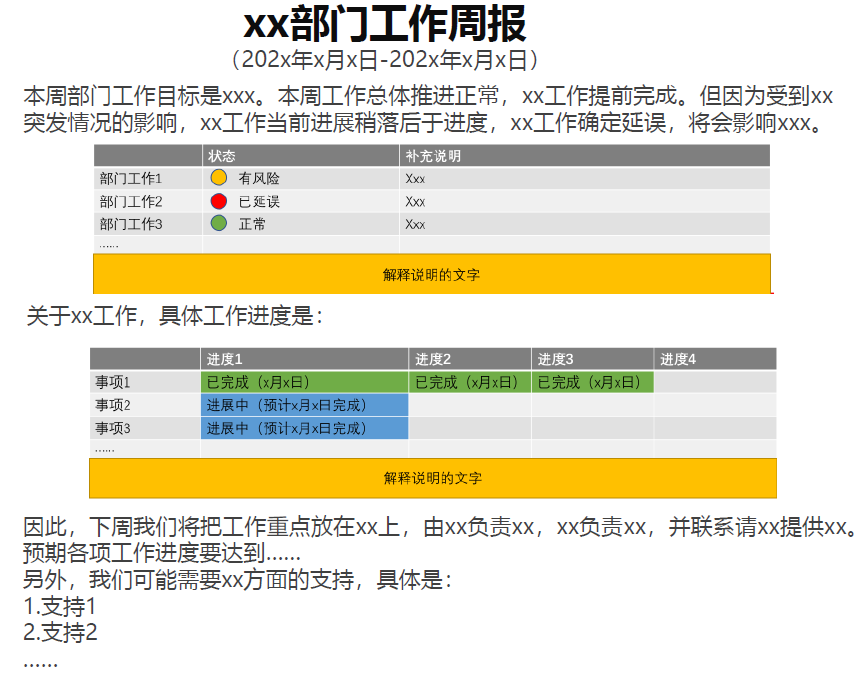 xx部门工作周报
（202x年x月x日-202x年x月x日）
本周部门工作目标是xxx。本周工作总体推进正常，xx工作提前完成。但因为受到xx
突发情况的影响，xx工作当前进展稍落后于进度，xx工作确定延误，将会影响xxx。
状态 补充说明
部门工作1 有风险 Xxx
部门工作2 已延误 Xxx
部门工作3 正常 Xxx
……
解释说明的文字
关于xx工作，具体工作进度是：
进度1 进度2 进度3 进度4
事项1 已完成（x月x日） 已完成（x月x日） 已完成（x月x日）
事项2 进展中（预计x月x日完成）
事项3 进展中（预计x月x日完成）
……
解释说明的文字
因此，下周我们将把工作重点放在xx上，由xx负责xx，xx负责xx，并联系请xx提供xx。
预期各项工作进度要达到……
另外，我们可能需要xx方面的支持，具体是：
1.支持1
2.支持2
……